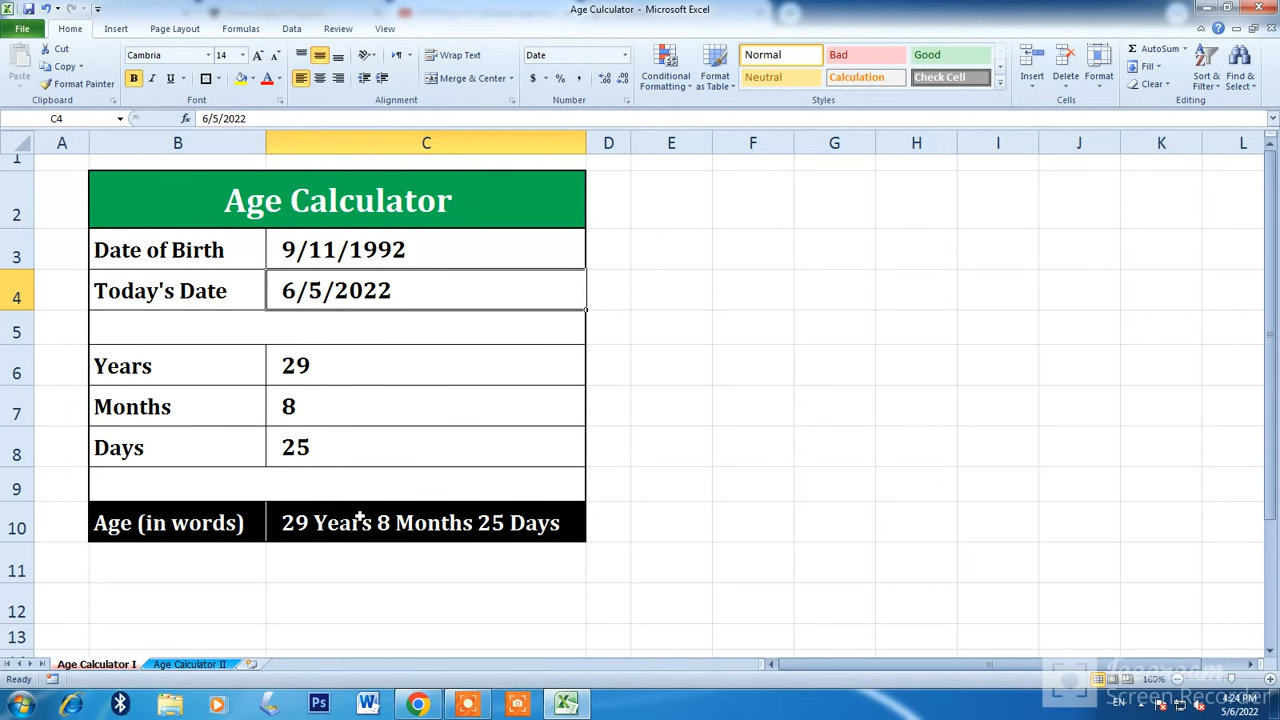 Age Culculator - Microsoft Excel
File Home Insert Page Layout Formulas Data Review View
Cut
Copy
Format Painter
Paste
Clipboard
Cambria 14
B I U
Font
Wrap Text
Merge & Center
Alignment
Date
$ % ,
Number
Conditional Formatting
Format as Table
Normal Bad Good
Neutral Calculation Check Cell
Styles
Insert Delete Format
Cells
AutoSum
Fill
Clear
Sort & Filter
Find & Select
Editing
C4 fx 6/5/2022
A B C D E F G H I J K L
1
2 Age Calculator
3 Date of Birth 9/11/1992
4 Today's Date 6/5/2022
5
6 Years 29
7 Months 8
8 Days 25
9
10 Age (in words) 29 Years 8 Months 25 Days
11
12
13
Age Calculator I Age Calculator II
Ready 160%
icecream
Screen Recorder
EN 4:24 PM
5/6/2022